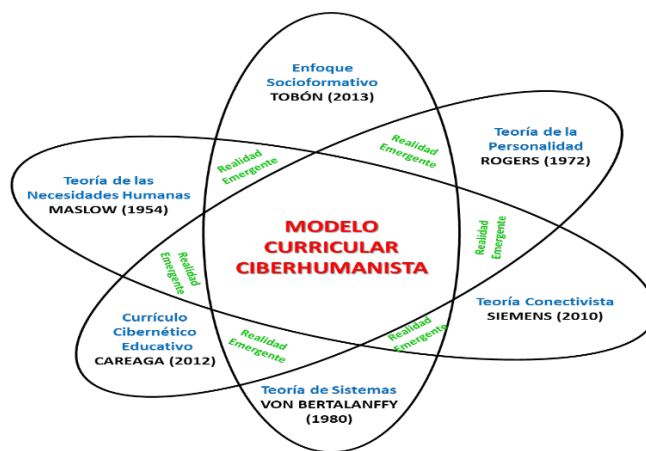 Enfoque
Socioformativo
TOBÓN (2013)
Teoría de la
Personalidad
ROGERS (1972)
Realidad
Emergente
Realidad
Emergente
Teoría de las
Necesidades Humanas
MASLOW (1954)
MODELO
CURRICULAR
CIBERHUMANISTA
Realidad
Emergente
Realidad
Emergente
Teoría Conectivista
SIEMENS (2010)
Currículo
Cibernético
Educativo
CAREAGA (2012)
Realidad
Emergente
Realidad
Emergente
Teoría de Sistemas
VON BERTALANFFY
(1980)